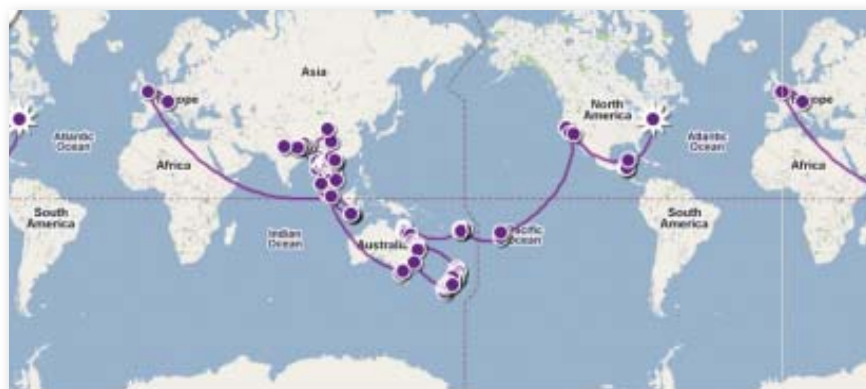 Asia
North
America
Europe
Europe
Atlantic
Ocean
Atlantic
Ocean
Africa
Africa
South
America
South
America
Indian
Ocean
Australia
Pacific
Ocean